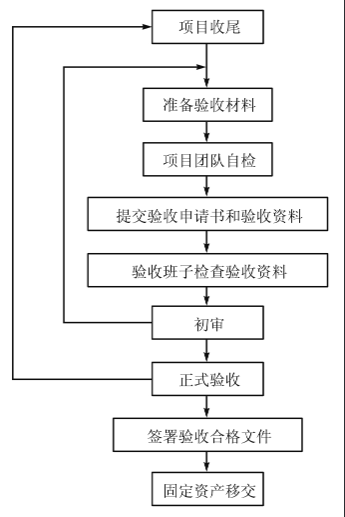 项目收尾
准备验收材料
项目团队自检
提交验收申请书和验收资料
验收班子检查验收资料
初审
正式验收
签署验收合格文件
固定资产移交